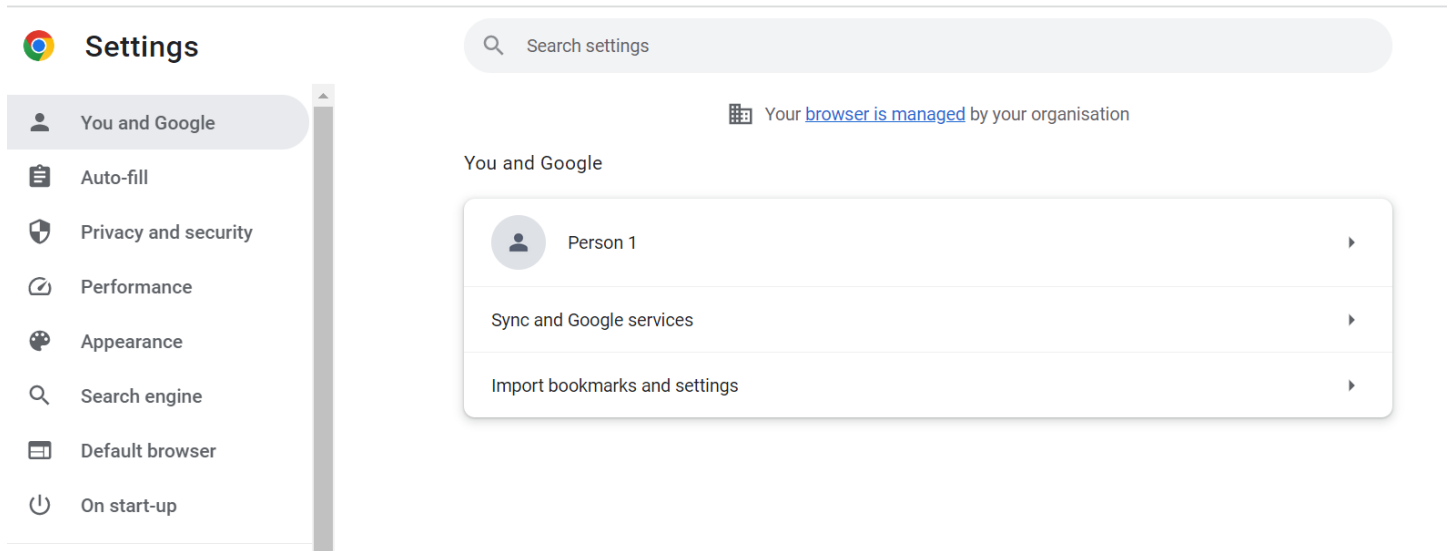 Settings
Search settings
You and Google
Auto-fill
Privacy and security
Performance
Appearance
Search engine
Default browser
On start-up
Your browser is managed by your organisation
You and Google
Person 1
Sync and Google services
Import bookmarks and settings